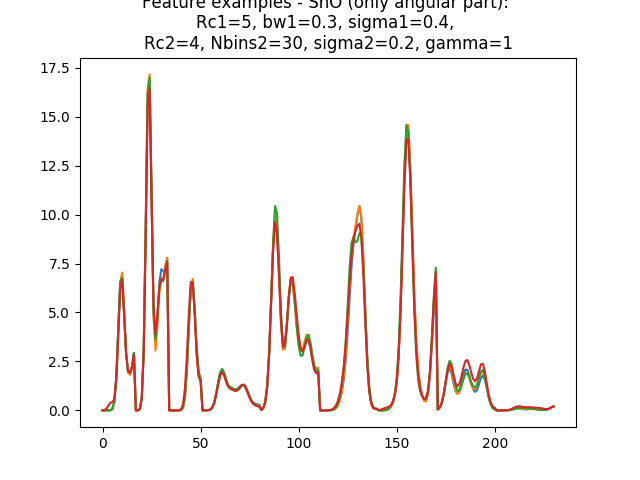 Feature examples - SnO (only angular part):
Rc1=5, bw1=0.3, sigma1=0.4,
Rc2=4, Nbins2=30, sigma2=0.2, gamma=1
17.5
15.0
12.5
10.0
7.5
5.0
2.5
0.0
0 50 100 150 200